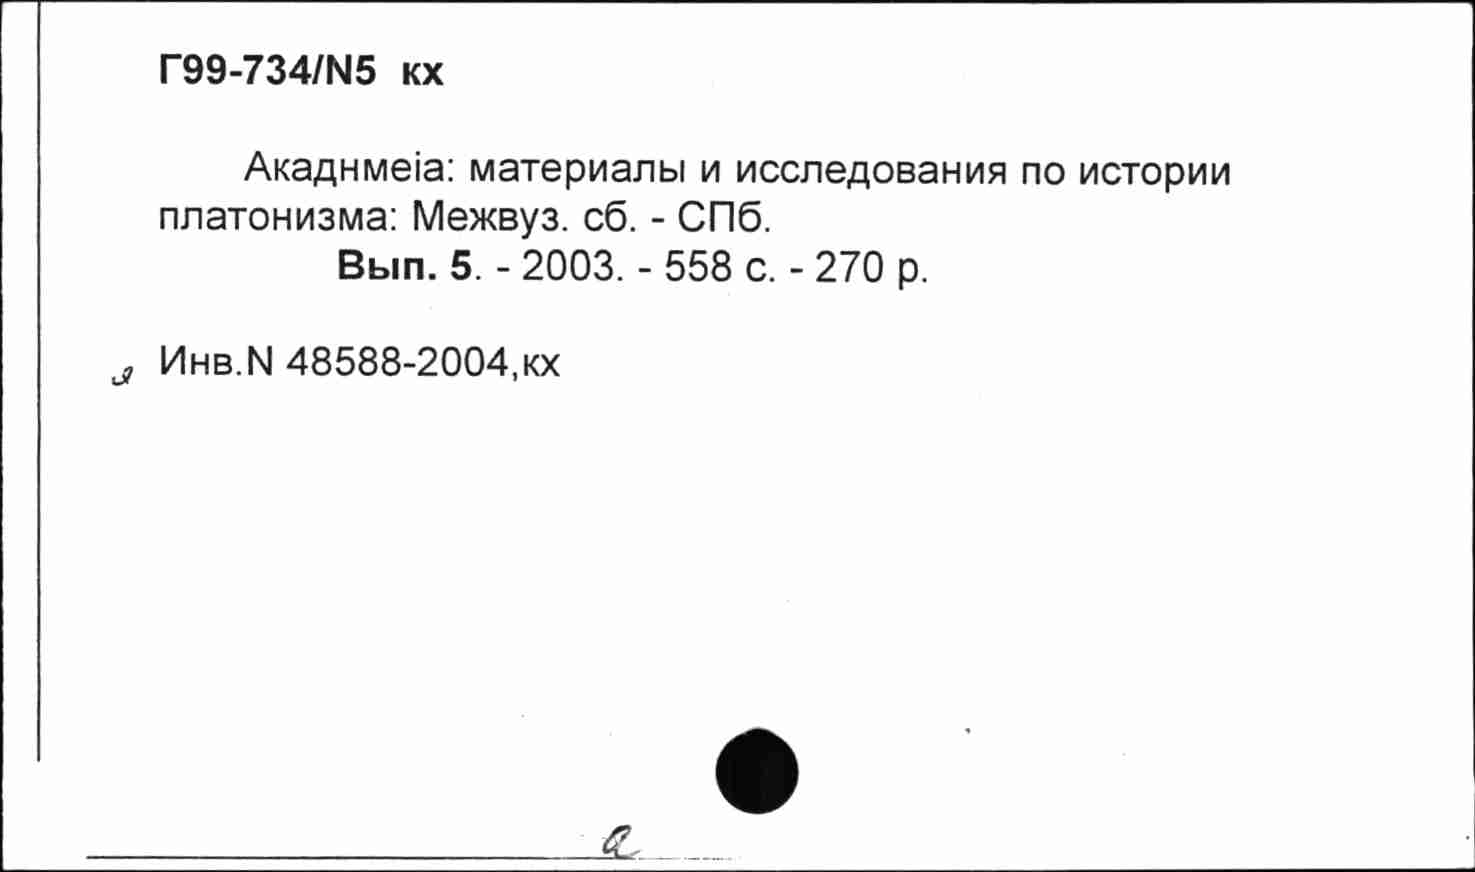 Г99-734/N5 кх
Акаднмеіа: материалы и исследования по истории
платонизма: Межвуз. сб. - СПб.
Вып. 5. - 2003. - 558 с. - 270 р.
Инв.N 48588-2004,кх
а